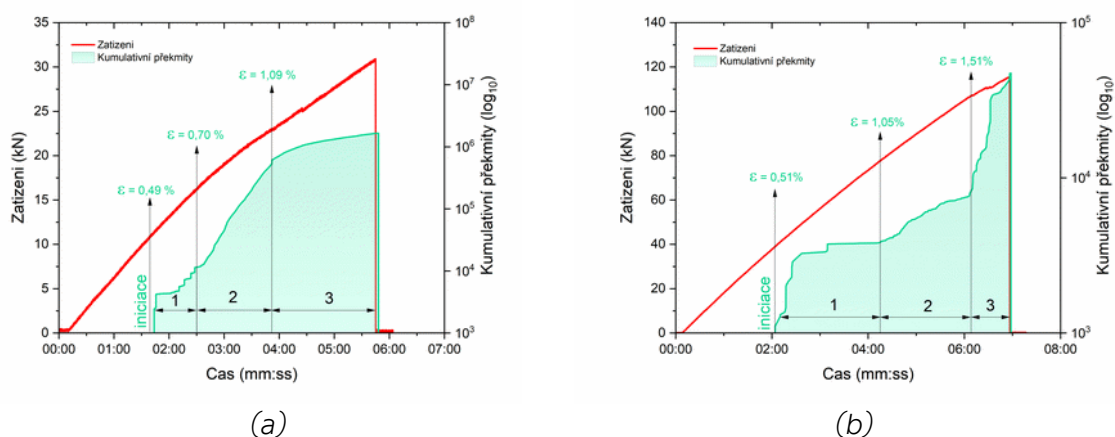 35
30
25
20
15
10
5
0
Zatizeni (kN)
Zatizeni
Kumulativní překmity
ε = 0,49 %
ε = 0,70 %
ε = 1,09 %
iniciace
1
2
3
10⁸
10⁷
10⁶
10⁵
10⁴
10³
Kumulativní překmity (log₁₀)
00:00 01:00 02:00 03:00 04:00 05:00 06:00 07:00
Cas (mm:ss)
(a)
140
120
100
80
60
40
20
0
Zatizeni (kN)
Zatizeni
Kumulativní překmity
ε = 0,51%
ε = 1,05%
ε = 1,51%
iniciace
1
2
3
10⁵
10⁴
10³
Kumulativní překmity (log₁₀)
00:00 02:00 04:00 06:00 08:00
Cas (mm:ss)
(b)